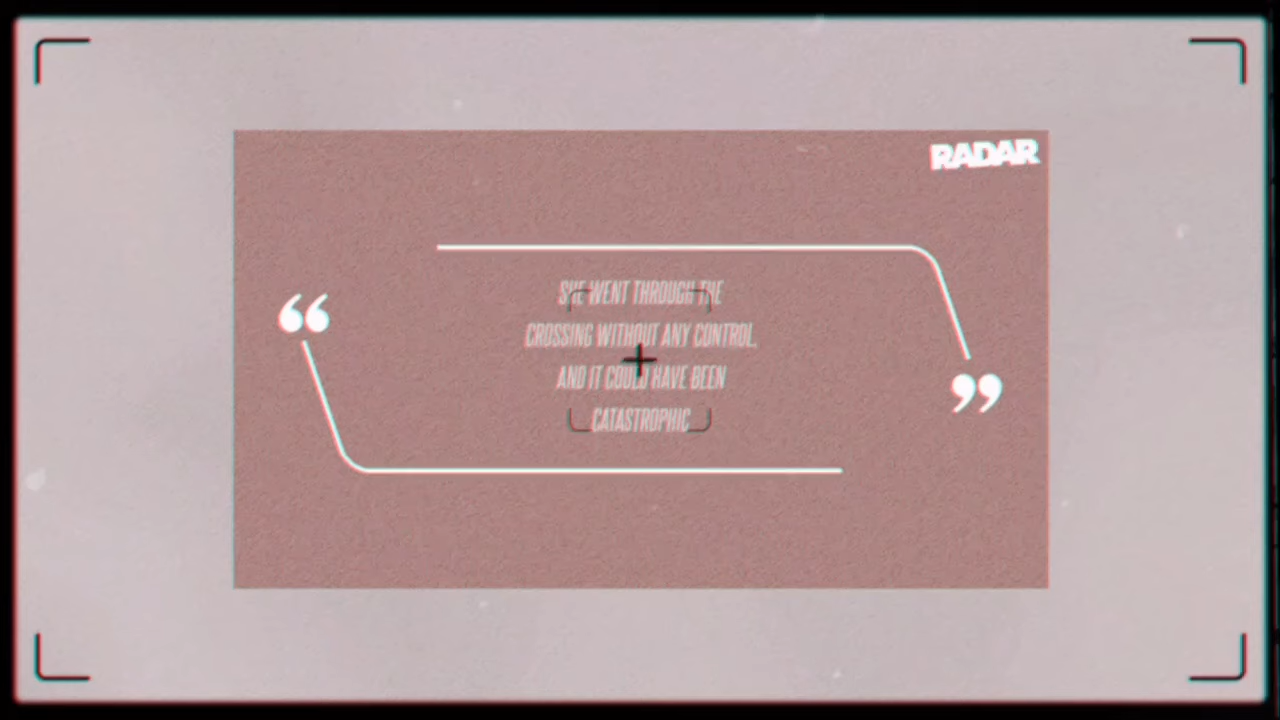 RADAR
SHE WENT THROUGH THE
CROSSING WITHOUT ANY CONTROL,
AND IT COULD HAVE BEEN
CATASTROPHIC